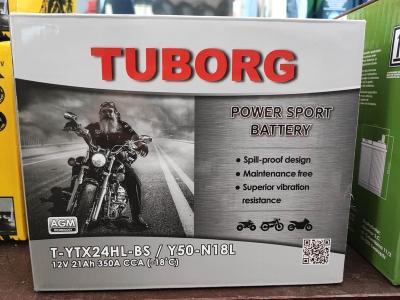 TUBORG
POWER SPORT
BATTERY
• Spill-proof design
• Maintenance free
• Superior vibration
resistance
AGM
T-YTX24HL-BS / Y50-N18L
12V 21Ah 350A CCA (-18°C)